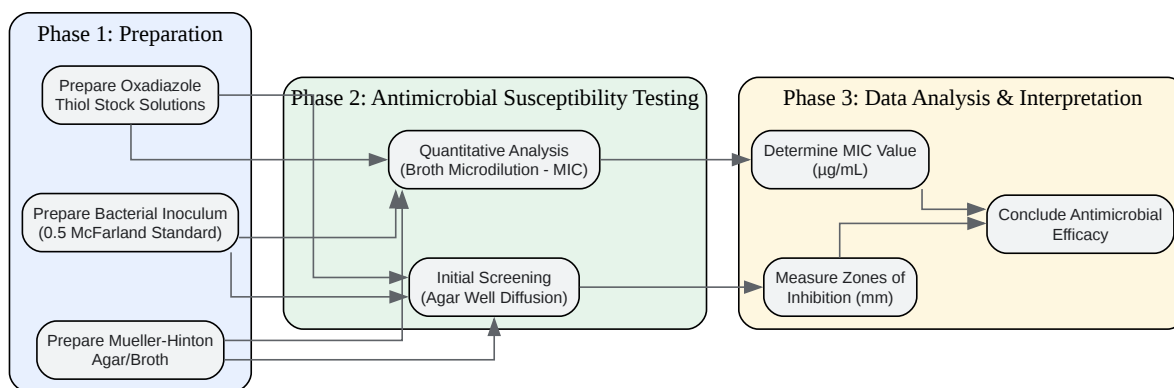 Phase 1: Preparation
Prepare Oxadiazole
Thiol Stock Solutions
Prepare Bacterial Inoculum
(0.5 McFarland Standard)
Prepare Mueller-Hinton
Agar/Broth
Phase 2: Antimicrobial Susceptibility Testing
Quantitative Analysis
(Broth Microdilution - MIC)
Initial Screening
(Agar Well Diffusion)
Phase 3: Data Analysis & Interpretation
Determine MIC Value
(µg/mL)
Measure Zones of
Inhibition (mm)
Conclude Antimicrobial
Efficacy